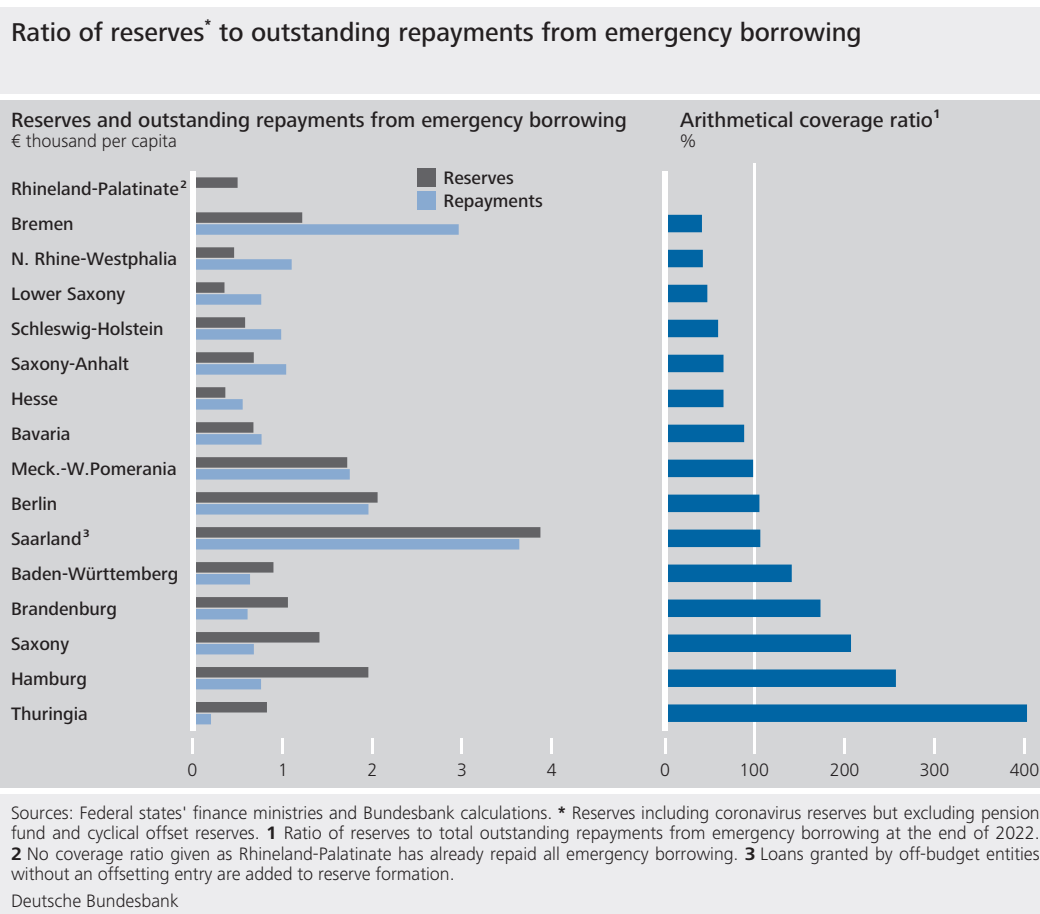 Ratio of reserves* to outstanding repayments from emergency borrowing
Reserves and outstanding repayments from emergency borrowing
€ thousand per capita
Arithmetical coverage ratio1
%
Reserves
Repayments
Rhineland-Palatinate2
Bremen
N. Rhine-Westphalia
Lower Saxony
Schleswig-Holstein
Saxony-Anhalt
Hesse
Bavaria
Meck.-W.Pomerania
Berlin
Saarland3
Baden-Württemberg
Brandenburg
Saxony
Hamburg
Thuringia
0 1 2 3 4
0 100 200 300 400
Sources: Federal states' finance ministries and Bundesbank calculations. * Reserves including coronavirus reserves but excluding pension
fund and cyclical offset reserves. 1 Ratio of reserves to total outstanding repayments from emergency borrowing at the end of 2022.
2 No coverage ratio given as Rhineland-Palatinate has already repaid all emergency borrowing. 3 Loans granted by off-budget entities
without an offsetting entry are added to reserve formation.
Deutsche Bundesbank